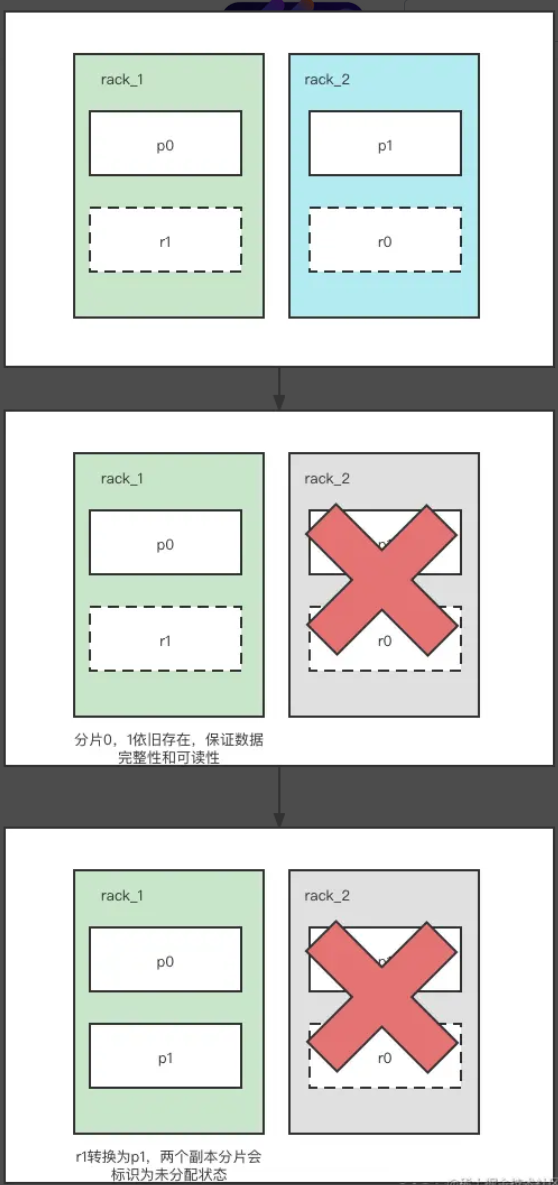 rack_1
rack_2
p0
p1
r1
r0
rack_1
rack_2
p0
r1
r0
分片0，1依旧存在，保证数据
完整性和可读性
rack_1
rack_2
p0
p1
r0
r1转换为p1，两个副本分片会
标识为未分配状态